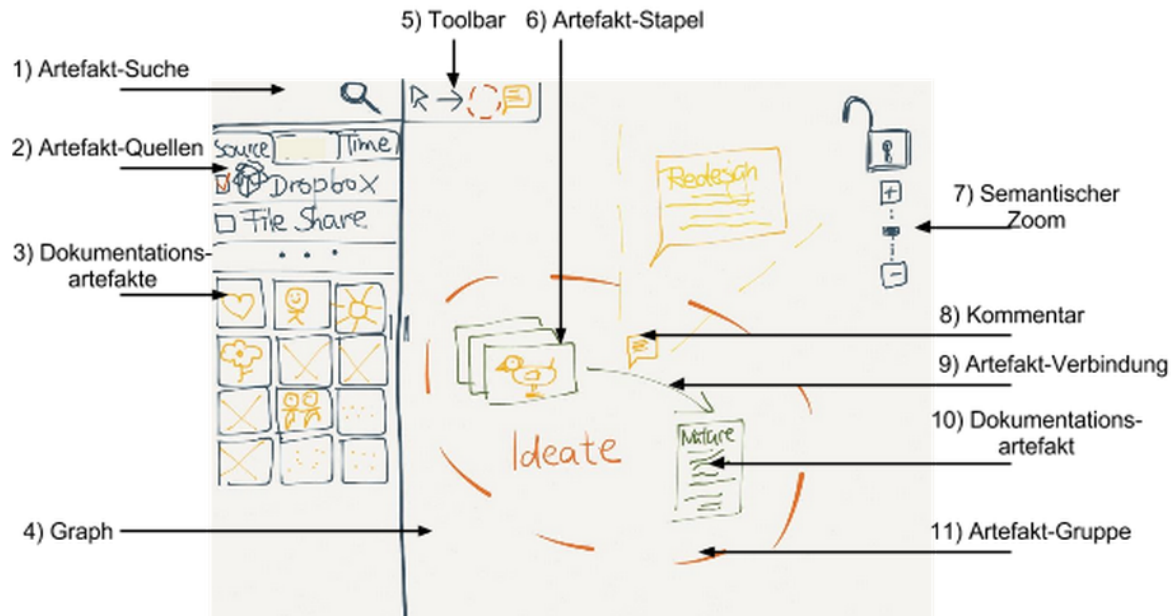 5) Toolbar
6) Artefakt-Stapel
1) Artefakt-Suche
2) Artefakt-Quellen
Source
Time
Dropbox
File Share
3) Dokumentations-
artefakte
4) Graph
Redesign
7) Semantischer
Zoom
8) Kommentar
9) Artefakt-Verbindung
10) Dokumentations-
artefakt
Ideate
11) Artefakt-Gruppe